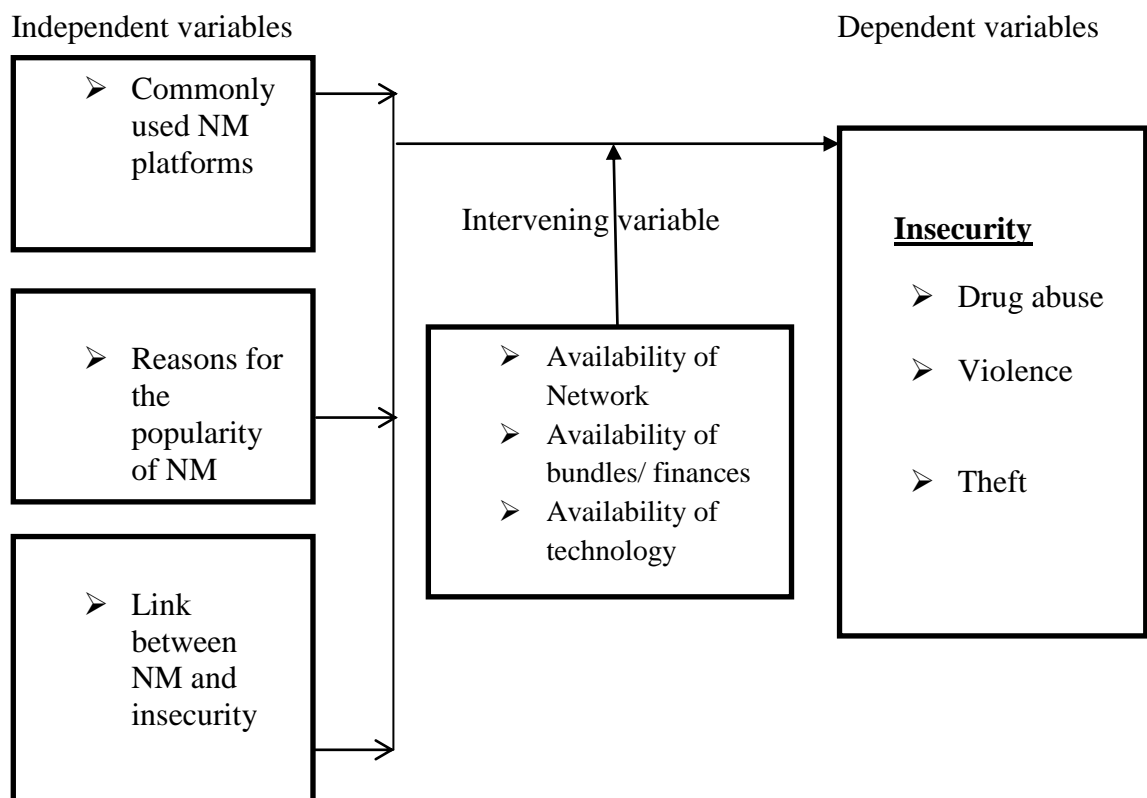 Independent variables
Dependent variables
➢ Commonly
used NM
platforms
➢ Reasons for
the
popularity
of NM
➢ Link
between
NM and
insecurity
Intervening variable
➢ Availability of
Network
➢ Availability of
bundles/ finances
➢ Availability of
technology
Insecurity
➢ Drug abuse
➢ Violence
➢ Theft